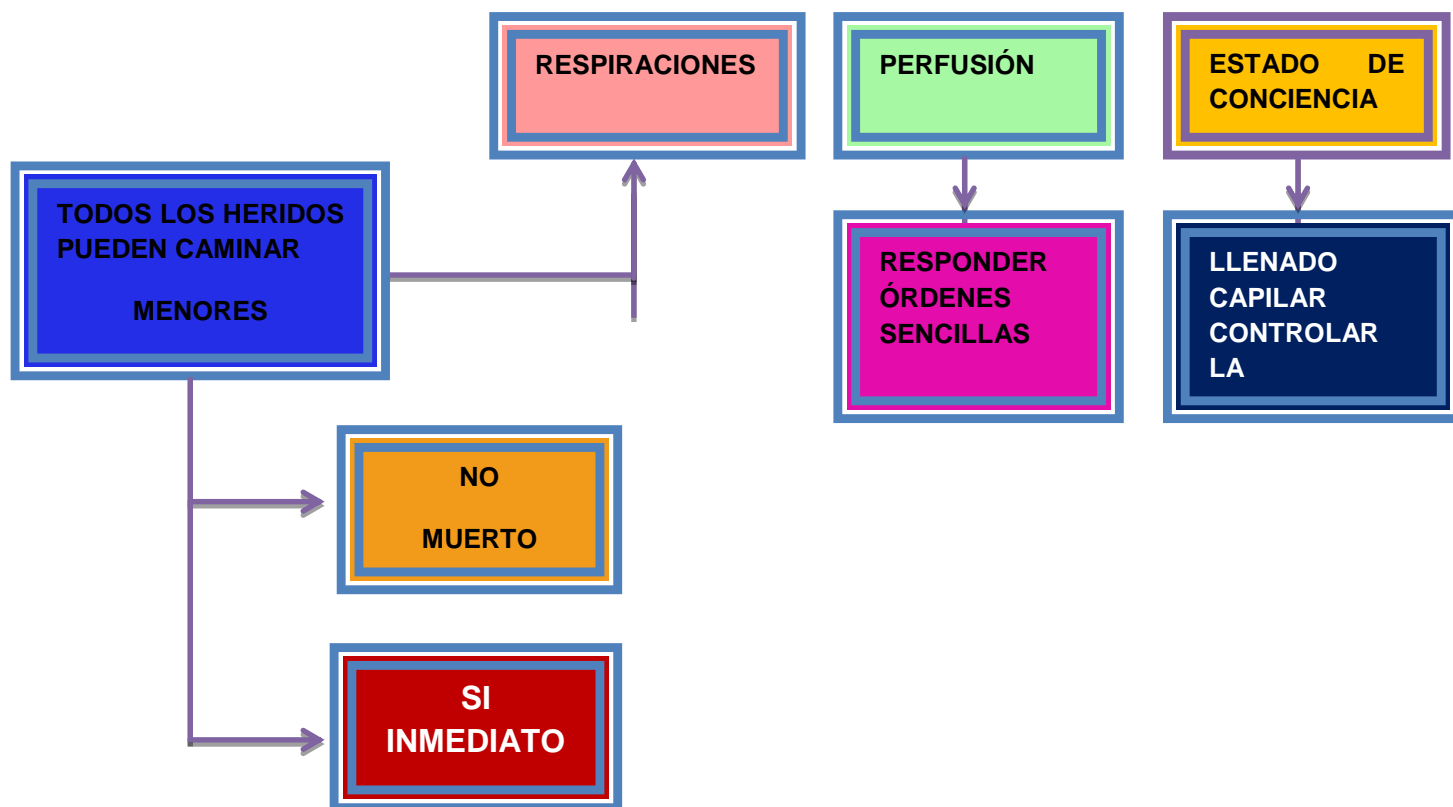 RESPIRACIONES
PERFUSIÓN
ESTADO DE
CONCIENCIA
TODOS LOS HERIDOS
PUEDEN CAMINAR
MENORES
RESPONDER
ÓRDENES
SENCILLAS
LLENADO
CAPILAR
CONTROLAR
LA
NO
MUERTO
SI
INMEDIATO